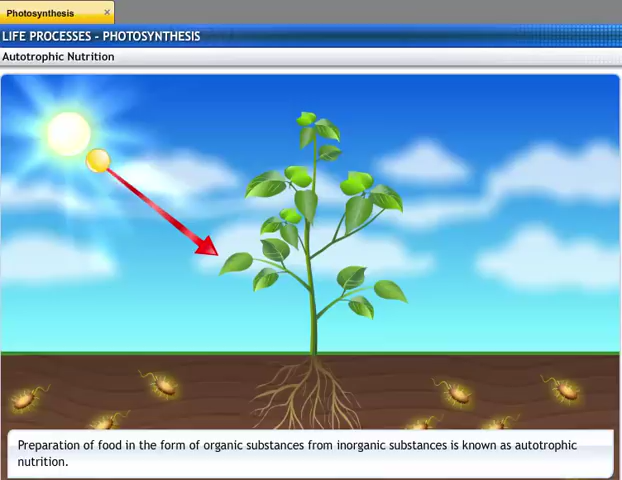 Photosynthesis
LIFE PROCESSES - PHOTOSYNTHESIS
Autotrophic Nutrition
Preparation of food in the form of organic substances from inorganic substances is known as autotrophic
nutrition.